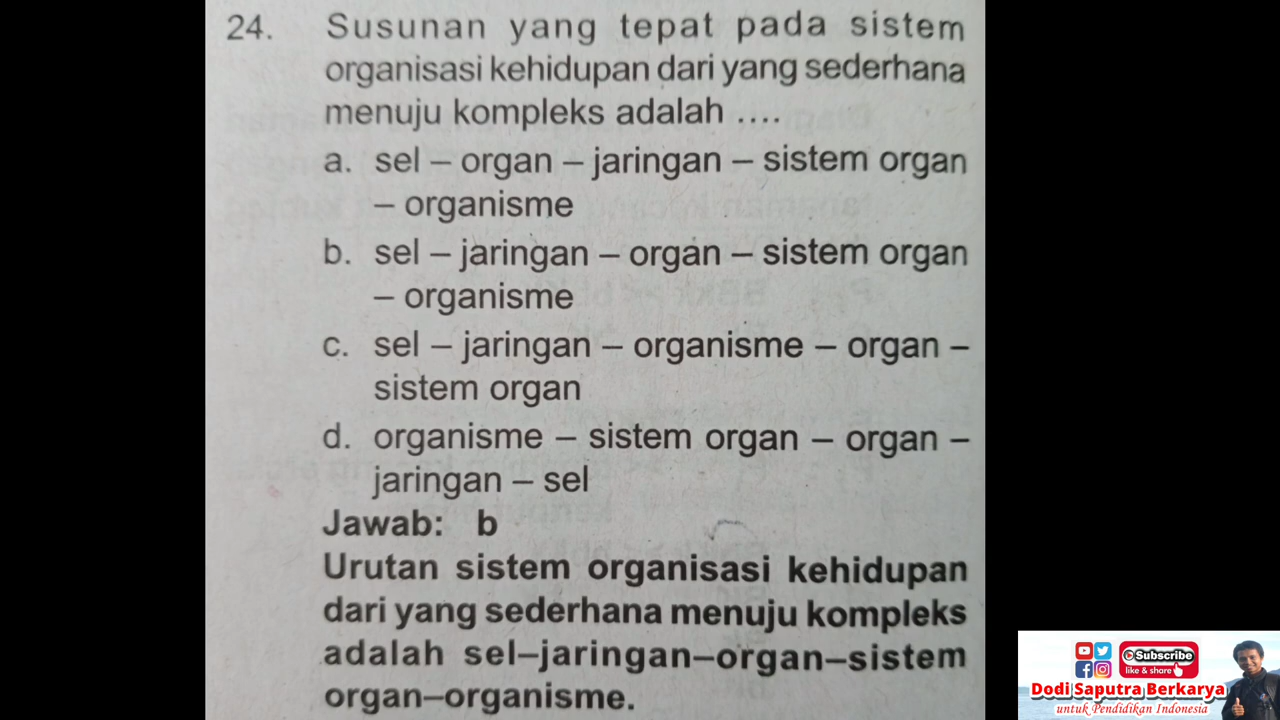 24. Susunan yang tepat pada sistem
organisasi kehidupan dari yang sederhana
menuju kompleks adalah ....
a. sel – organ – jaringan – sistem organ
– organisme
b. sel – jaringan – organ – sistem organ
– organisme
c. sel – jaringan – organisme – organ –
sistem organ
d. organisme – sistem organ – organ –
jaringan – sel
Jawab: b
Urutan sistem organisasi kehidupan
dari yang sederhana menuju kompleks
adalah sel–jaringan–organ–sistem
organ–organisme.
Subscribe
like & share
Dodi Saputra Berkarya
untuk Pendidikan Indonesia